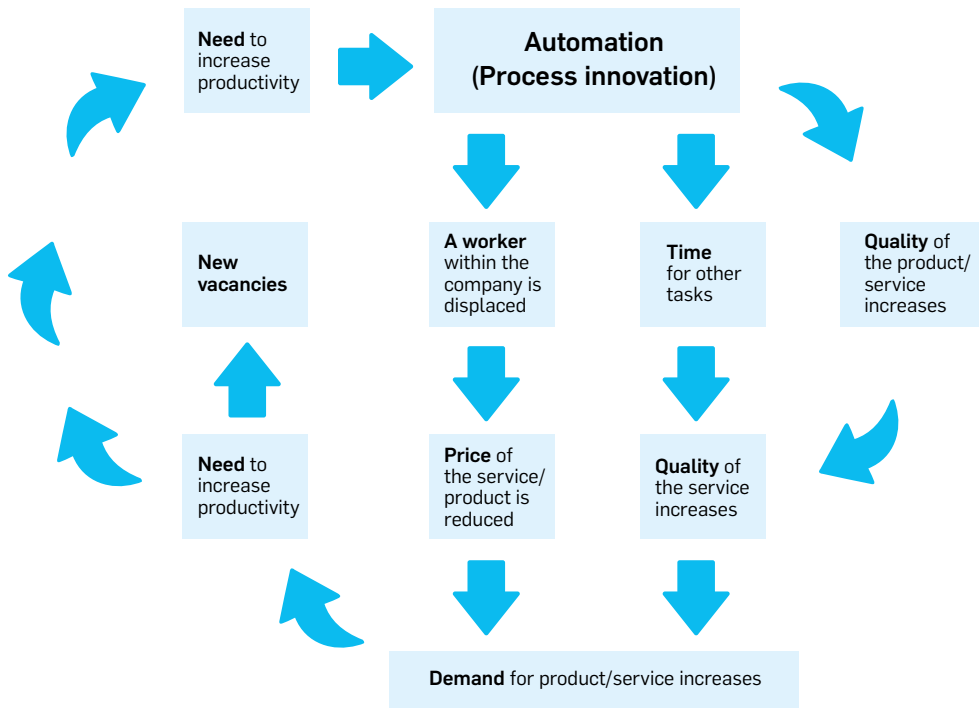 Need to
increase
productivity
Automation
(Process innovation)
New
vacancies
A worker
within the
company is
displaced
Time
for other
tasks
Quality of
the product/
service
increases
Need to
increase
productivity
Price of
the service/
product is
reduced
Quality of
the service
increases
Demand for product/service increases